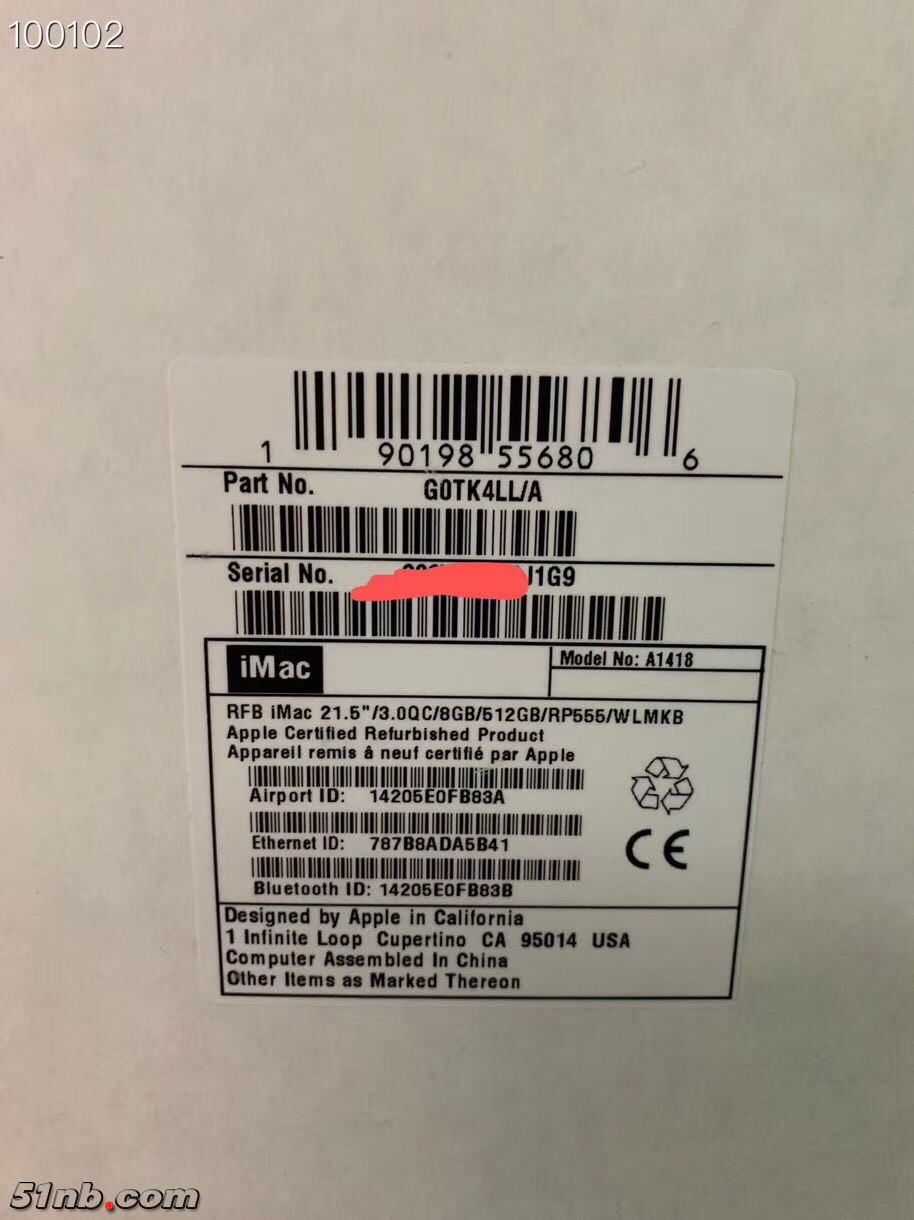 100102
1 90198 55680 6
Part No. G0TK4LL/A
Serial No. J1G9
iMac
Model No: A1418
RFB iMac 21.5"/3.0QC/8GB/512GB/RP555/WLMKB
Apple Certified Refurbished Product
Appareil remis â neuf certifié par Apple
Airport ID: 14205E0FB83A
Ethernet ID: 787B8ADA5B41
Bluetooth ID: 14205E0FB83B
CE
Designed by Apple in California
1 Infinite Loop Cupertino CA 95014 USA
Computer Assembled In China
Other Items as Marked Thereon
51nb.com